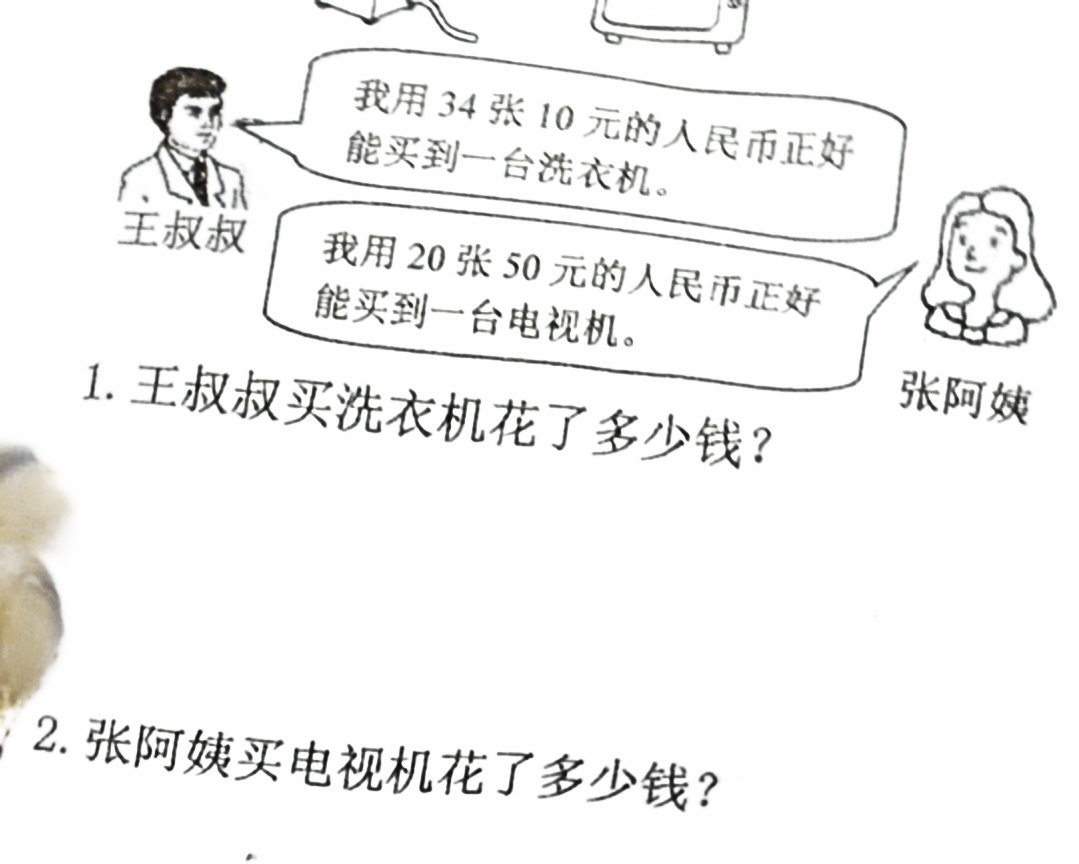 我用 34 张 10 元的人民币正好
能买到一台洗衣机。
王叔叔
我用 20 张 50 元的人民币正好
能买到一台电视机。
张阿姨
1. 王叔叔买洗衣机花了多少钱？
2. 张阿姨买电视机花了多少钱？